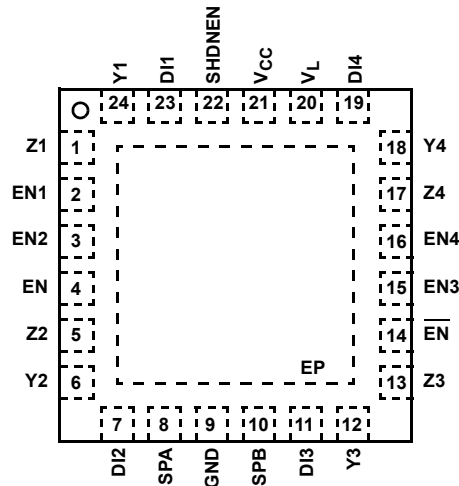 Y1
DI1
SHDNEN
VCC
VL
DI4
24
23
22
21
20
19
Z1
1
18
Y4
EN1
2
17
Z4
EN2
3
16
EN4
EN
4
15
EN3
Z2
5
14
E̅N̅
Y2
6
EP
13
Z3
7
8
9
10
11
12
DI2
SPA
GND
SPB
DI3
Y3